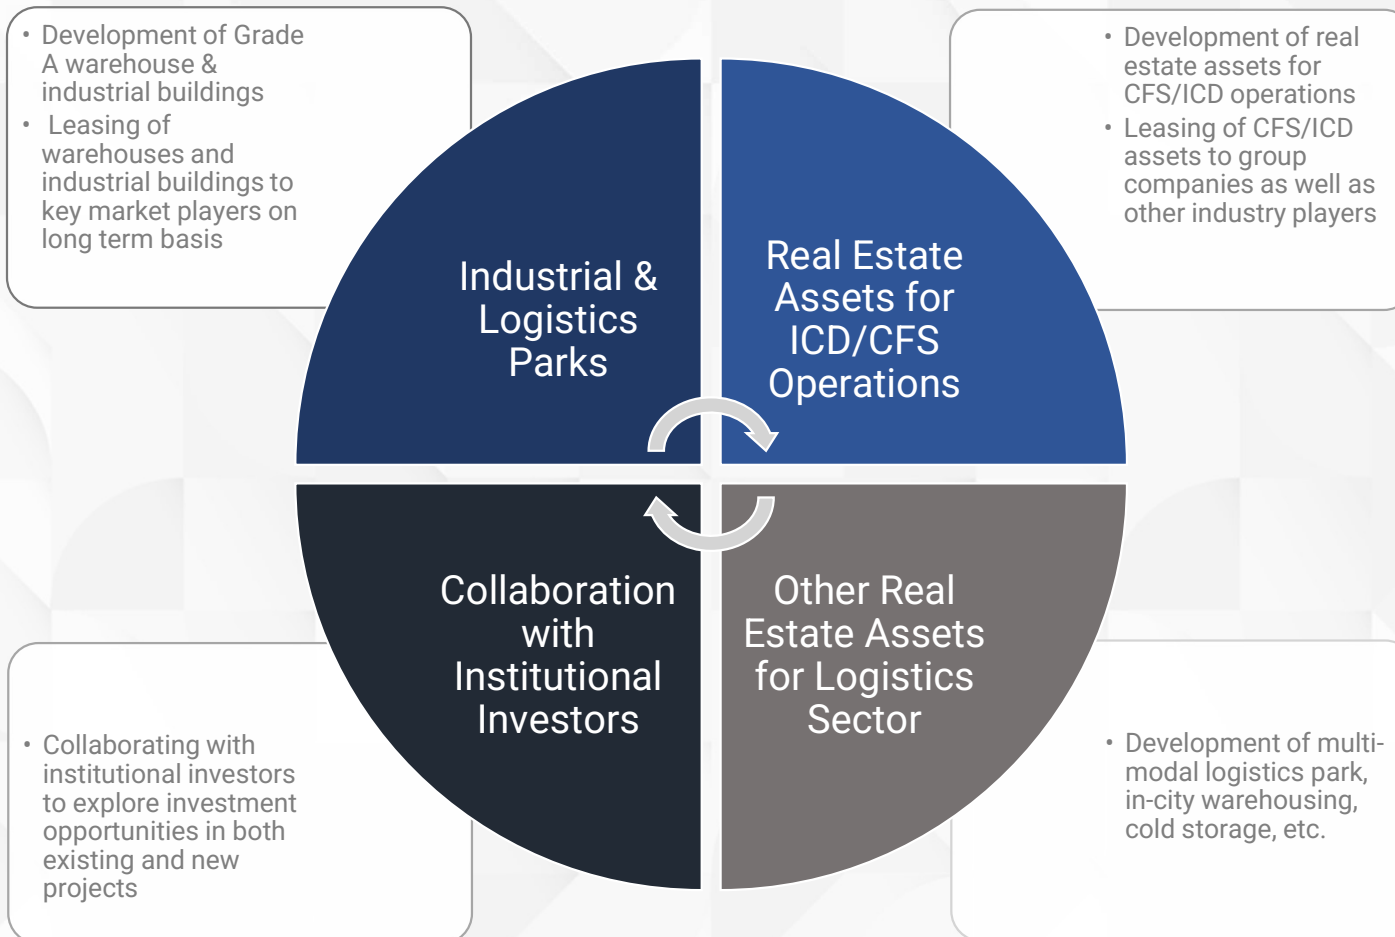 • Development of Grade
A warehouse &
industrial buildings
• Leasing of
warehouses and
industrial buildings to
key market players on
long term basis
Industrial &
Logistics
Parks
Real Estate
Assets for
ICD/CFS
Operations
• Development of real
estate assets for
CFS/ICD operations
• Leasing of CFS/ICD
assets to group
companies as well as
other industry players
• Collaborating with
institutional investors
to explore investment
opportunities in both
existing and new
projects
Collaboration
with
Institutional
Investors
Other Real
Estate Assets
for Logistics
Sector
• Development of multi-
modal logistics park,
in-city warehousing,
cold storage, etc.